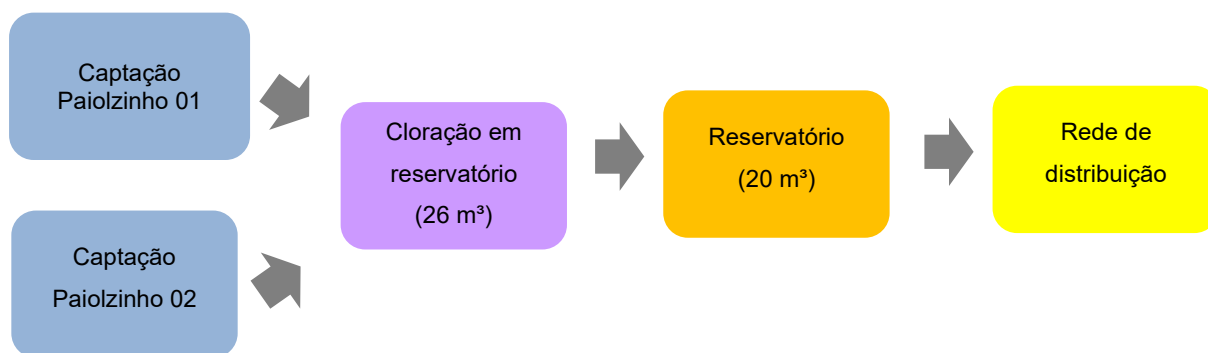 Captação
Paiolzinho 01
Captação
Paiolzinho 02
Cloração em
reservatório
(26 m³)
Reservatório
(20 m³)
Rede de
distribuição